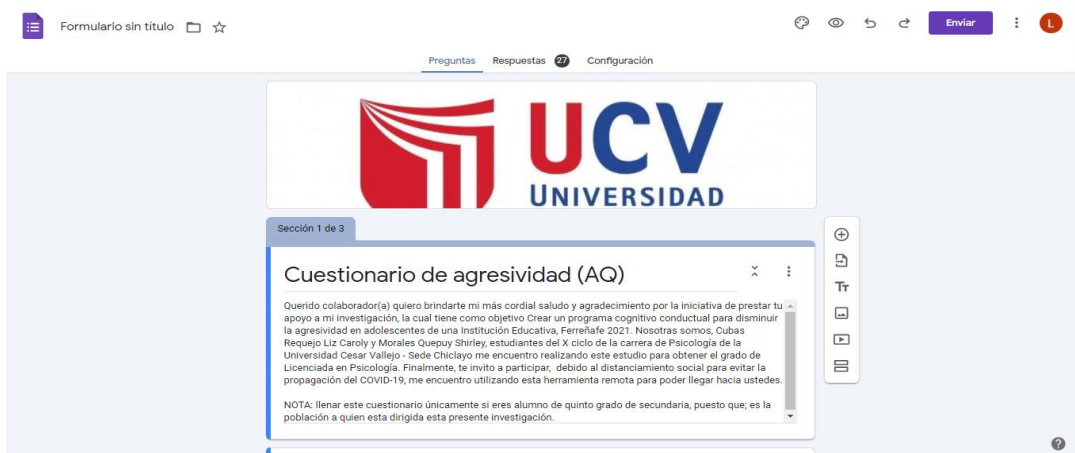 Formulario sin título
Enviar
L
Preguntas Respuestas 27 Configuración
UCV
UNIVERSIDAD
Sección 1 de 3
Cuestionario de agresividad (AQ)
Querido colaborador(a) quiero brindarte mi más cordial saludo y agradecimiento por la iniciativa de prestar tu
apoyo a mi investigación, la cual tiene como objetivo Crear un programa cognitivo conductual para disminuir
la agresividad en adolescentes de una Institución Educativa, Ferreñafe 2021. Nosotras somos, Cubas
Requejo Liz Caroly y Morales Quepuy Shirley, estudiantes del X ciclo de la carrera de Psicología de la
Universidad Cesar Vallejo - Sede Chiclayo me encuentro realizando este estudio para obtener el grado de
Licenciada en Psicología. Finalmente, te invito a participar, debido al distanciamiento social para evitar la
propagación del COVID-19, me encuentro utilizando esta herramienta remota para poder llegar hacia ustedes.
NOTA: llenar este cuestionario únicamente si eres alumno de quinto grado de secundaria, puesto que; es la
población a quien esta dirigida esta presente investigación.
Tт